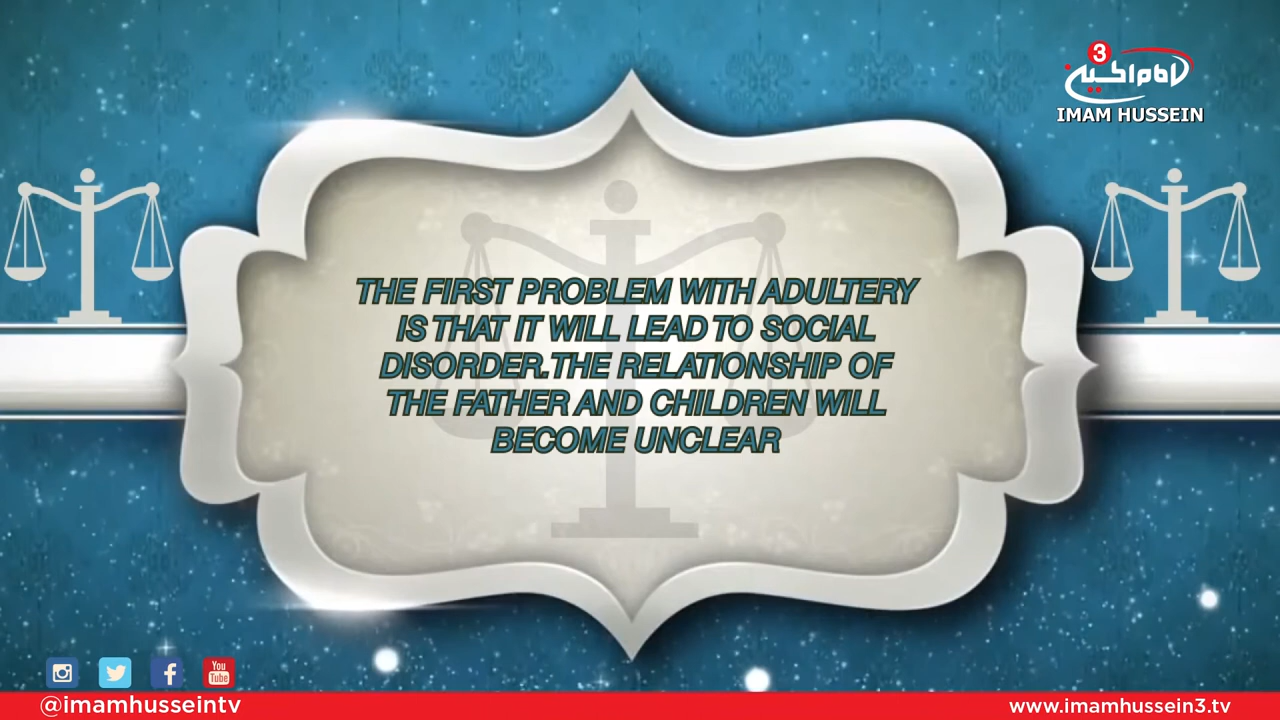 3
الإمام الحسين
IMAM HUSSEIN
THE FIRST PROBLEM WITH ADULTERY
IS THAT IT WILL LEAD TO SOCIAL
DISORDER.THE RELATIONSHIP OF
THE FATHER AND CHILDREN WILL
BECOME UNCLEAR
You
Tube
@imamhusseintv
www.imamhussein3.tv